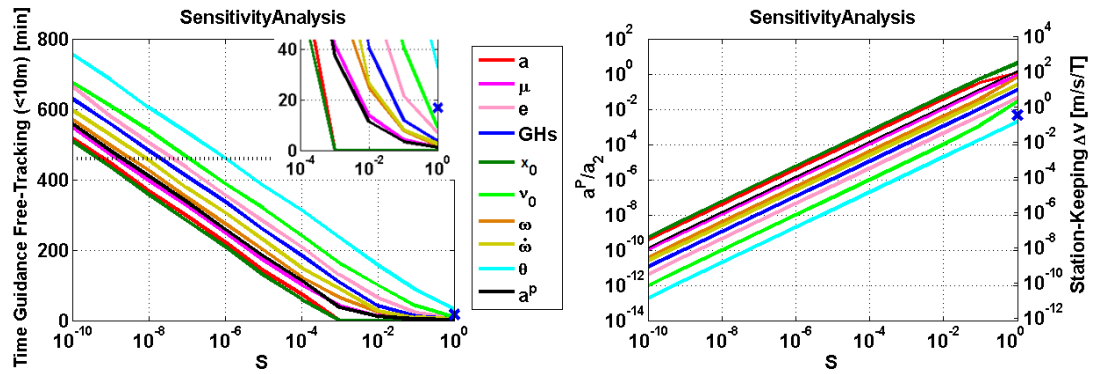 SensitivityAnalysis
Time Guidance Free-Tracking (<10m) [min]
800
600
400
200
0
10^-10
10^-8
10^-6
10^-4
10^-2
10^0
S
40
20
0
10^-4
10^-2
10^0
a
μ
e
GHs
x_0
ν_0
ω
ω̇
θ
a^p
SensitivityAnalysis
a^P/a_2
10^2
10^0
10^-2
10^-4
10^-6
10^-8
10^-10
10^-12
10^-14
10^-10
10^-8
10^-6
10^-4
10^-2
10^0
S
10^4
10^2
10^0
10^-2
10^-4
10^-6
10^-8
10^-10
10^-12
Station-Keeping Δv [m/s/T]